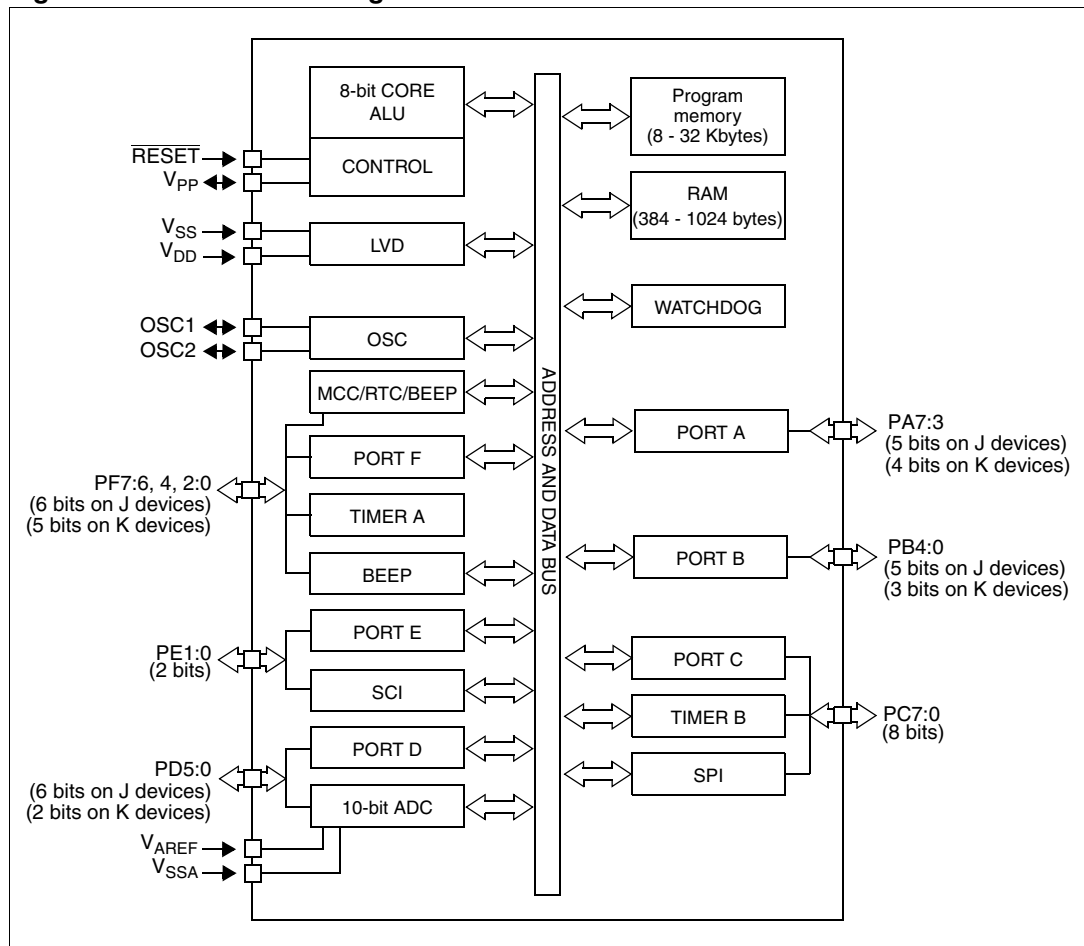 8-bit CORE
ALU
CONTROL
RESET
VPP
VSS
VDD
LVD
OSC1
OSC2
OSC
MCC/RTC/BEEP
PORT F
TIMER A
BEEP
PF7:6, 4, 2:0
(6 bits on J devices)
(5 bits on K devices)
PORT E
SCI
PE1:0
(2 bits)
PORT D
10-bit ADC
PD5:0
(6 bits on J devices)
(2 bits on K devices)
VAREF
VSSA
ADDRESS AND DATA BUS
Program
memory
(8 - 32 Kbytes)
RAM
(384 - 1024 bytes)
WATCHDOG
PORT A
PA7:3
(5 bits on J devices)
(4 bits on K devices)
PORT B
PB4:0
(5 bits on J devices)
(3 bits on K devices)
PORT C
TIMER B
SPI
PC7:0
(8 bits)